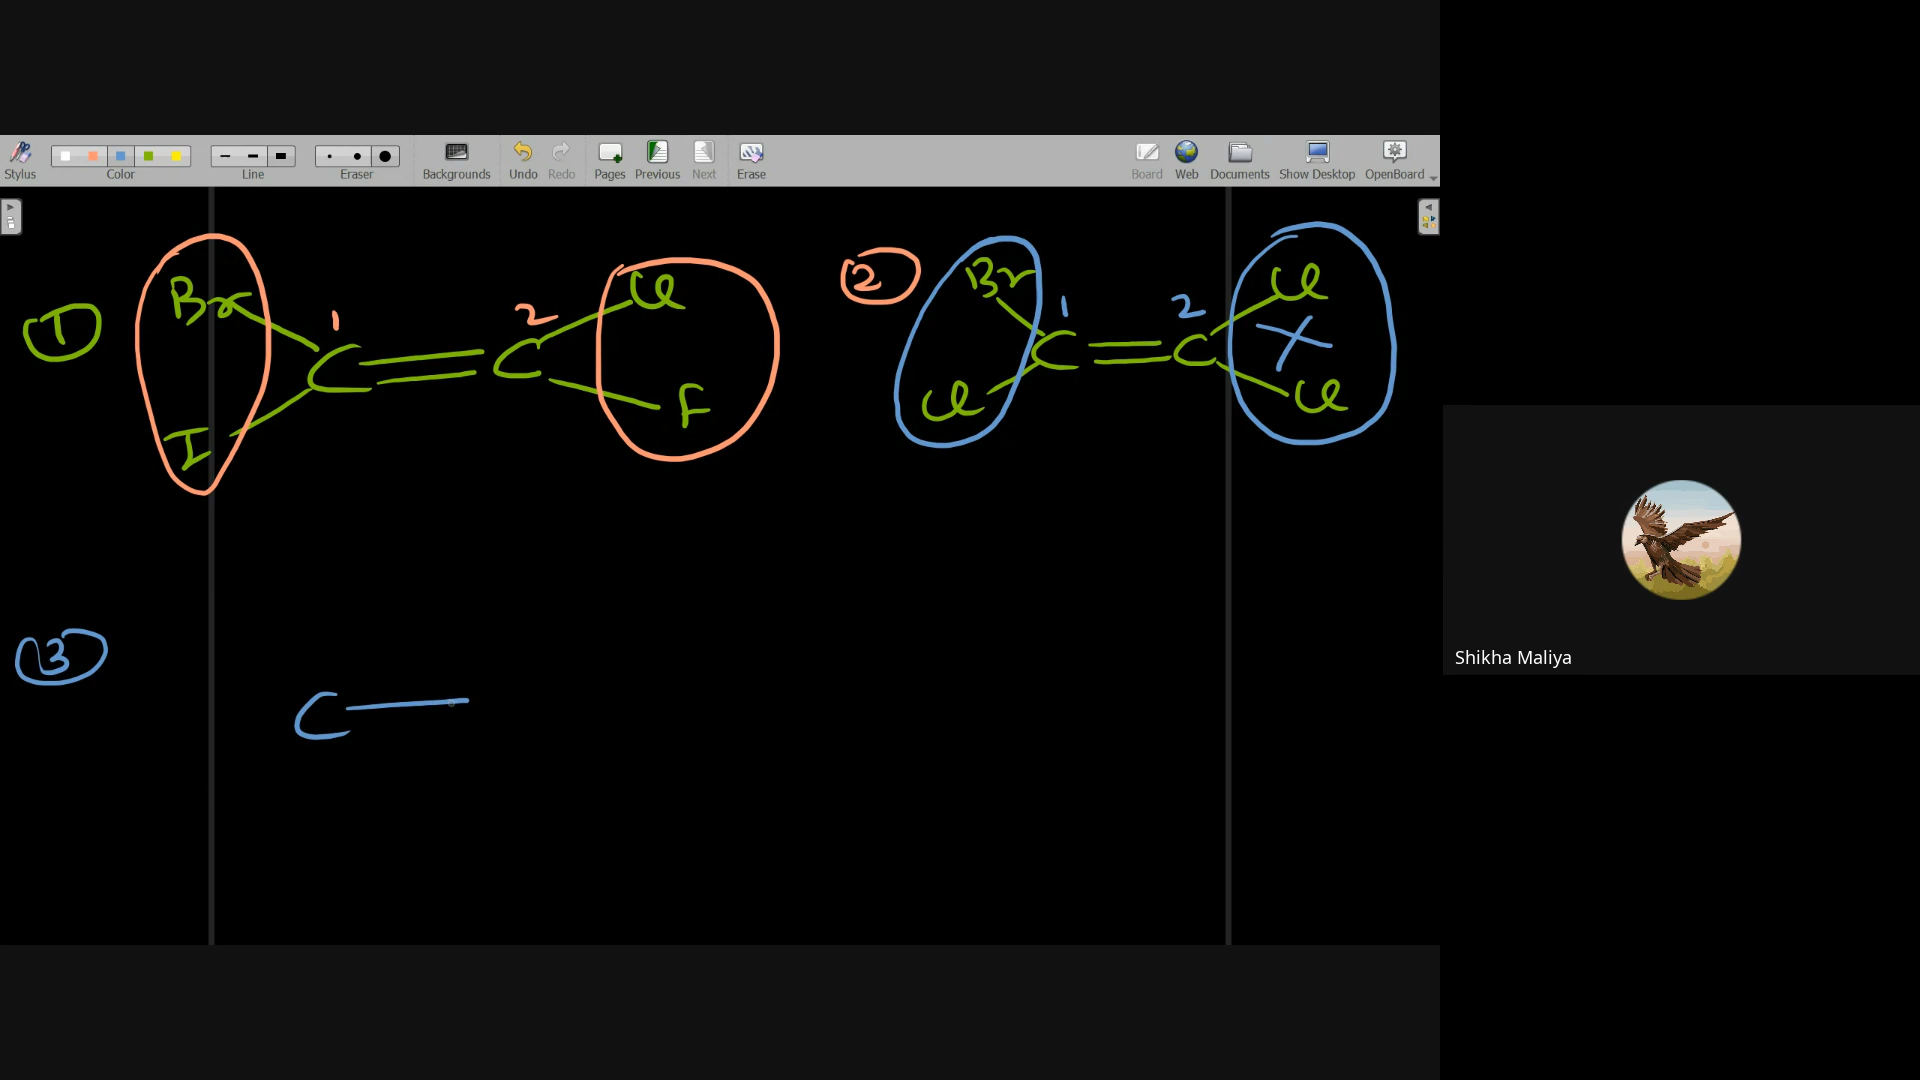 Stylus Color Line Eraser Backgrounds Undo Redo Pages Previous Next Erase Board Web Documents Show Desktop OpenBoard
1 Br I C 1 = C 2 Cl F
2 Br Cl C 1 = C 2 Cl Cl X
3
C —
Shikha Maliya